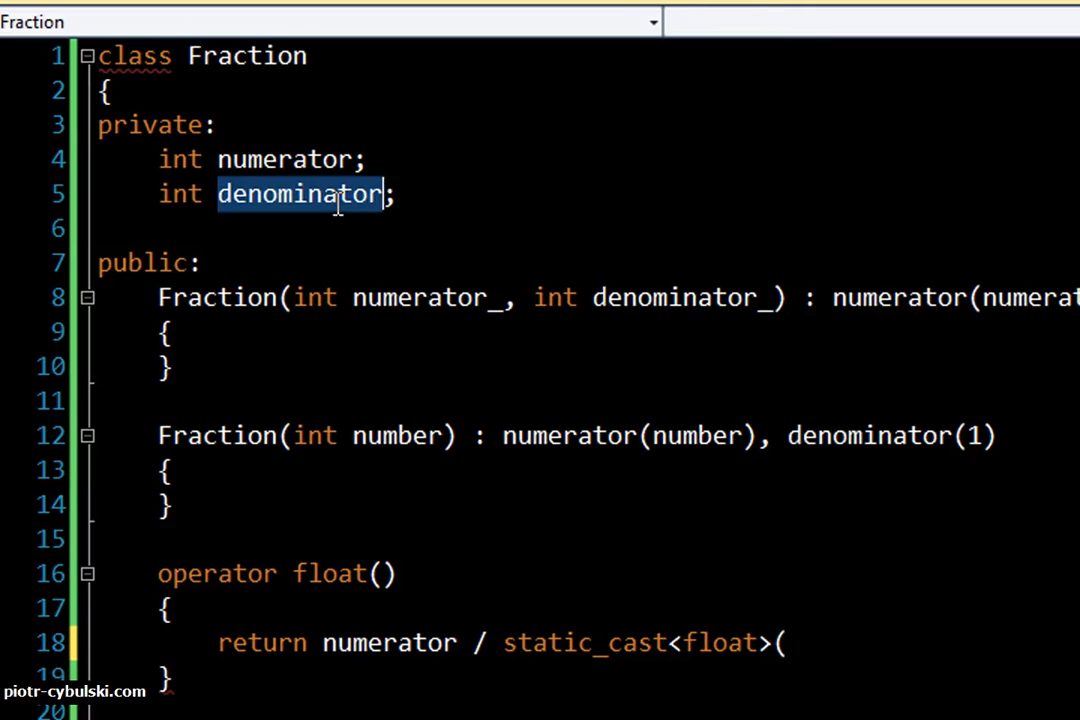 Fraction
1 class Fraction
2 {
3 private:
4 int numerator;
5 int denominator;
6
7 public:
8 Fraction(int numerator_, int denominator_) : numerator(numerat
9 {
10 }
11
12 Fraction(int number) : numerator(number), denominator(1)
13 {
14 }
15
16 operator float()
17 {
18 return numerator / static_cast<float>(
19 }
piotr-cybulski.com
20